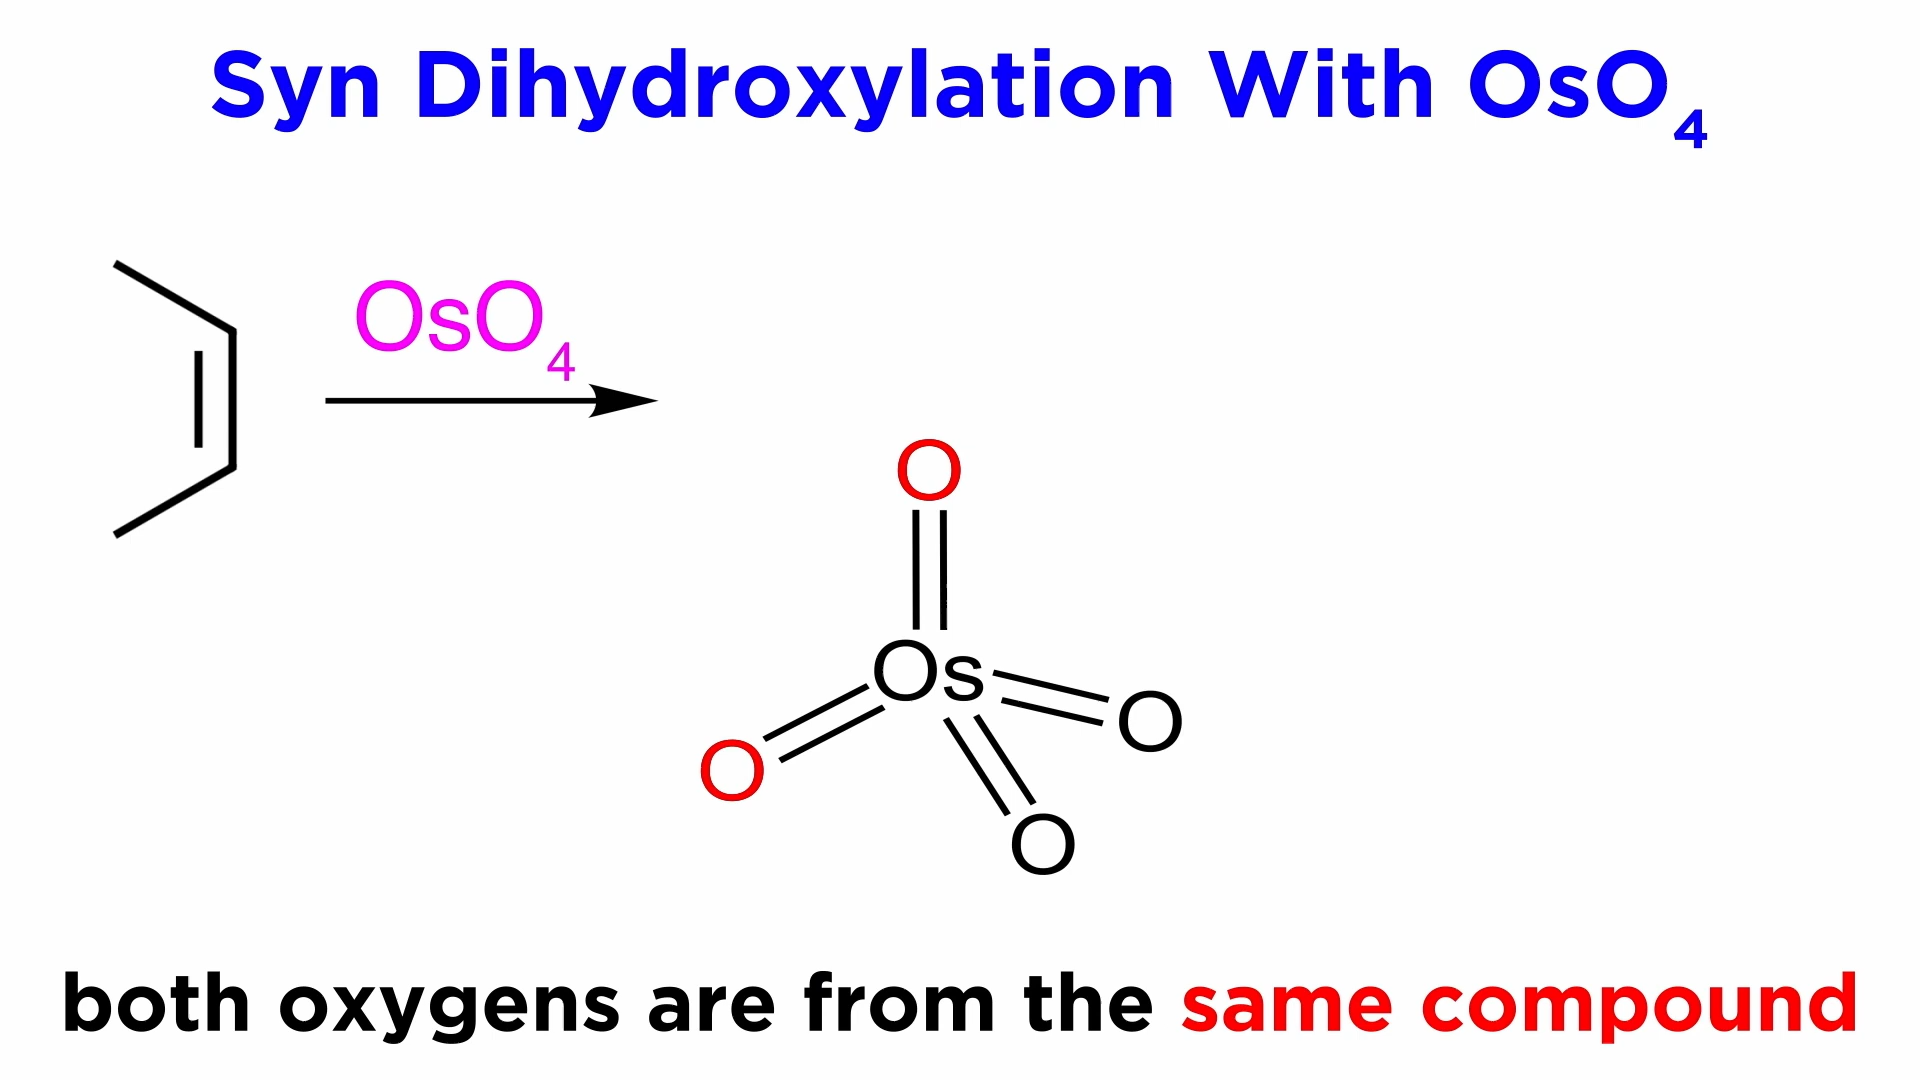 Syn Dihydroxylation With OsO₄
OsO₄
O
Os
O
O
O
both oxygens are from the same compound